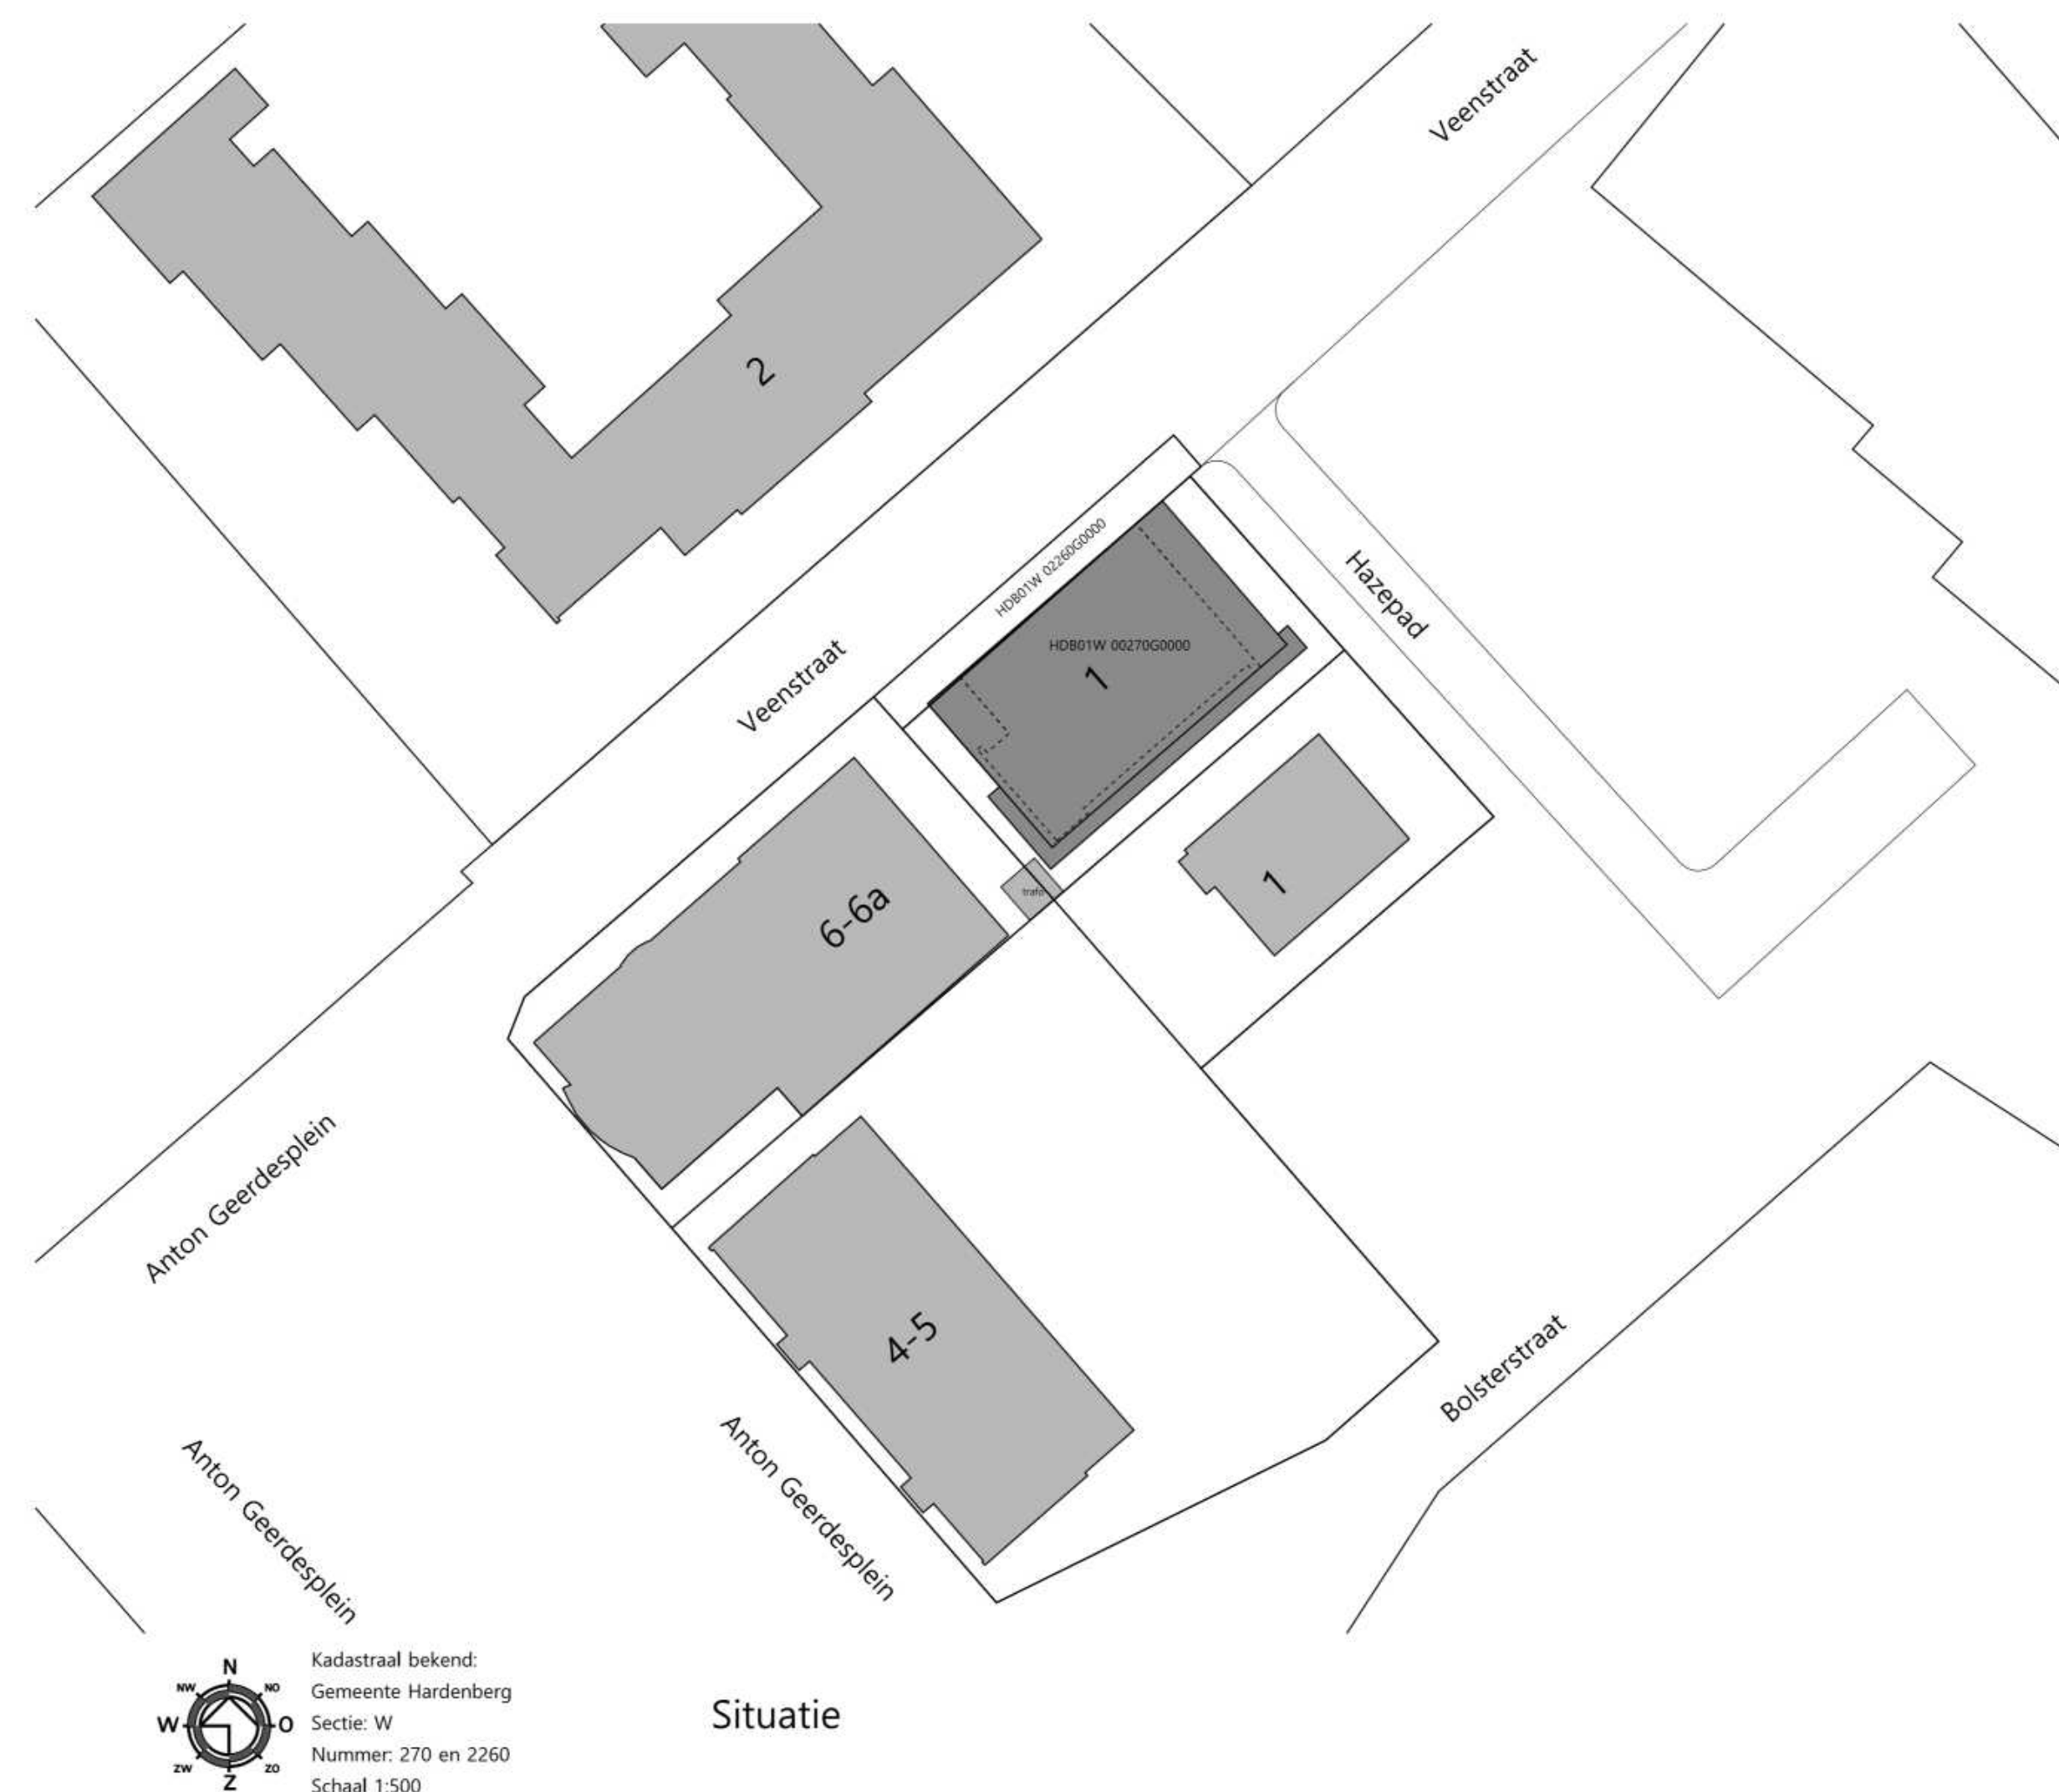 Veenstraat
2
HDB01W 02260G0000
Hazepad
HDB01W 00270G0000
1
Veenstraat
trafo
1
6-6a
Anton Geerdesplein
4-5
Bolsterstraat
Anton Geerdesplein
Anton Geerdesplein
N
NW
NO
W
O
ZW
ZO
Z
Kadastraal bekend:
Gemeente Hardenberg
Sectie: W
Nummer: 270 en 2260
Schaal 1:500
Situatie